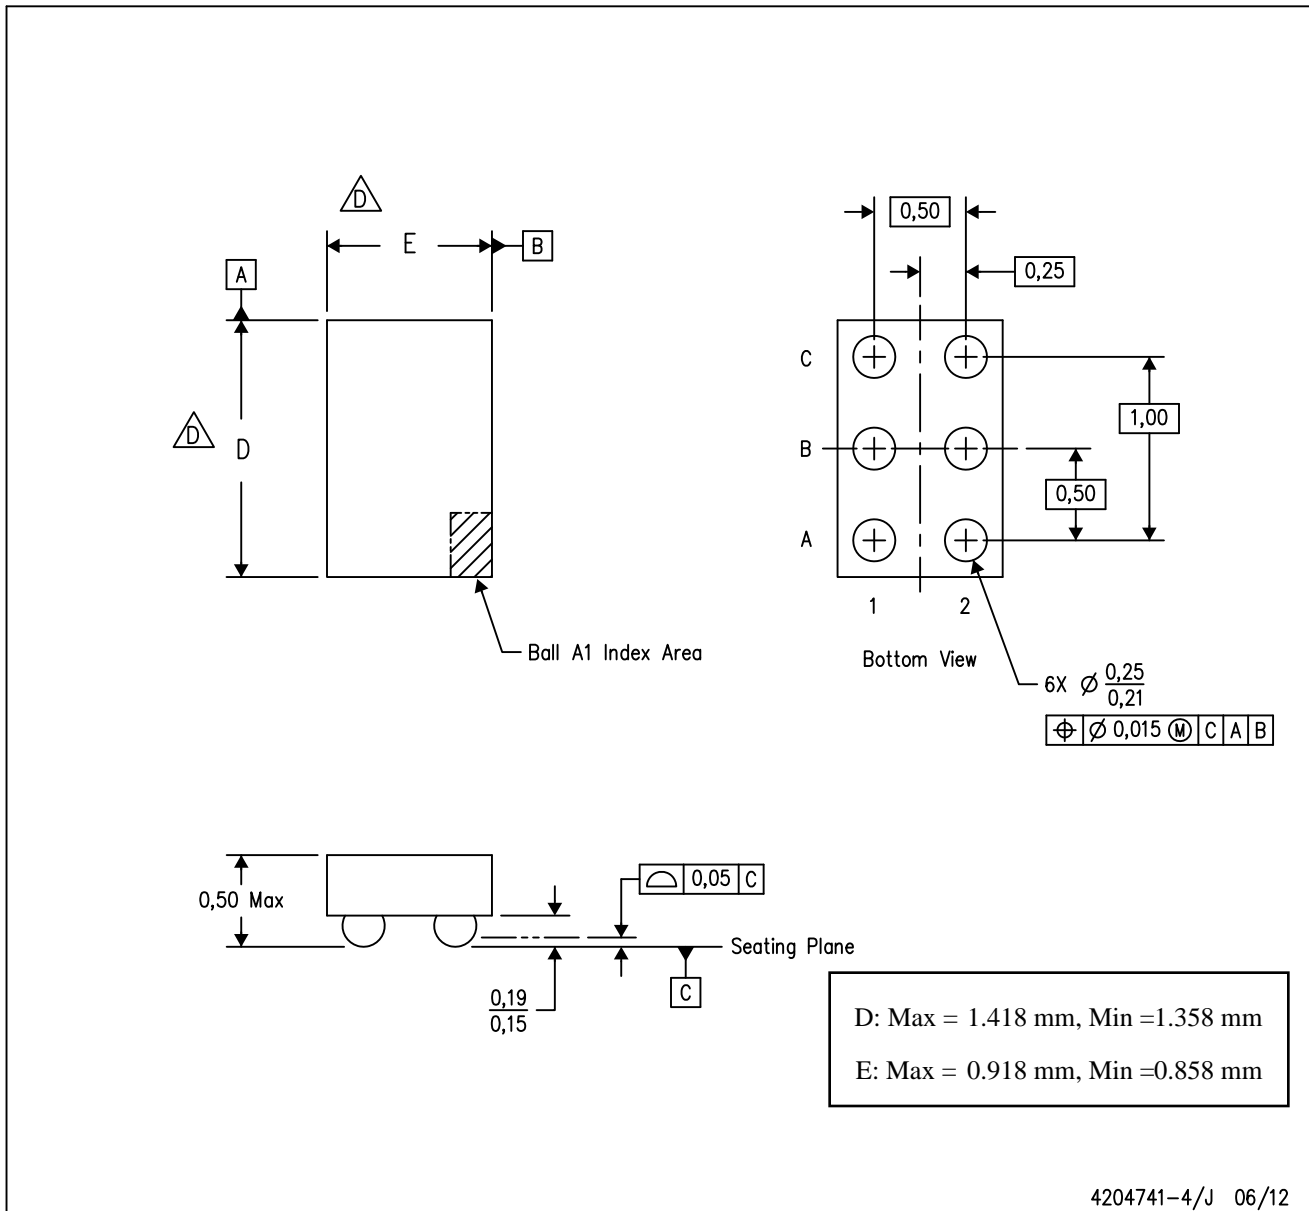 D
E
B
A
D
D
Ball A1 Index Area
0,50
0,25
C
B
A
1,00
0,50
1
2
Bottom View
6X Ø 0,25
0,21
⌖ Ø 0,015 Ⓜ C A B
0,50 Max
⌓ 0,05 C
Seating Plane
C
0,19
0,15
D: Max = 1.418 mm, Min =1.358 mm
E: Max = 0.918 mm, Min =0.858 mm
4204741-4/J 06/12